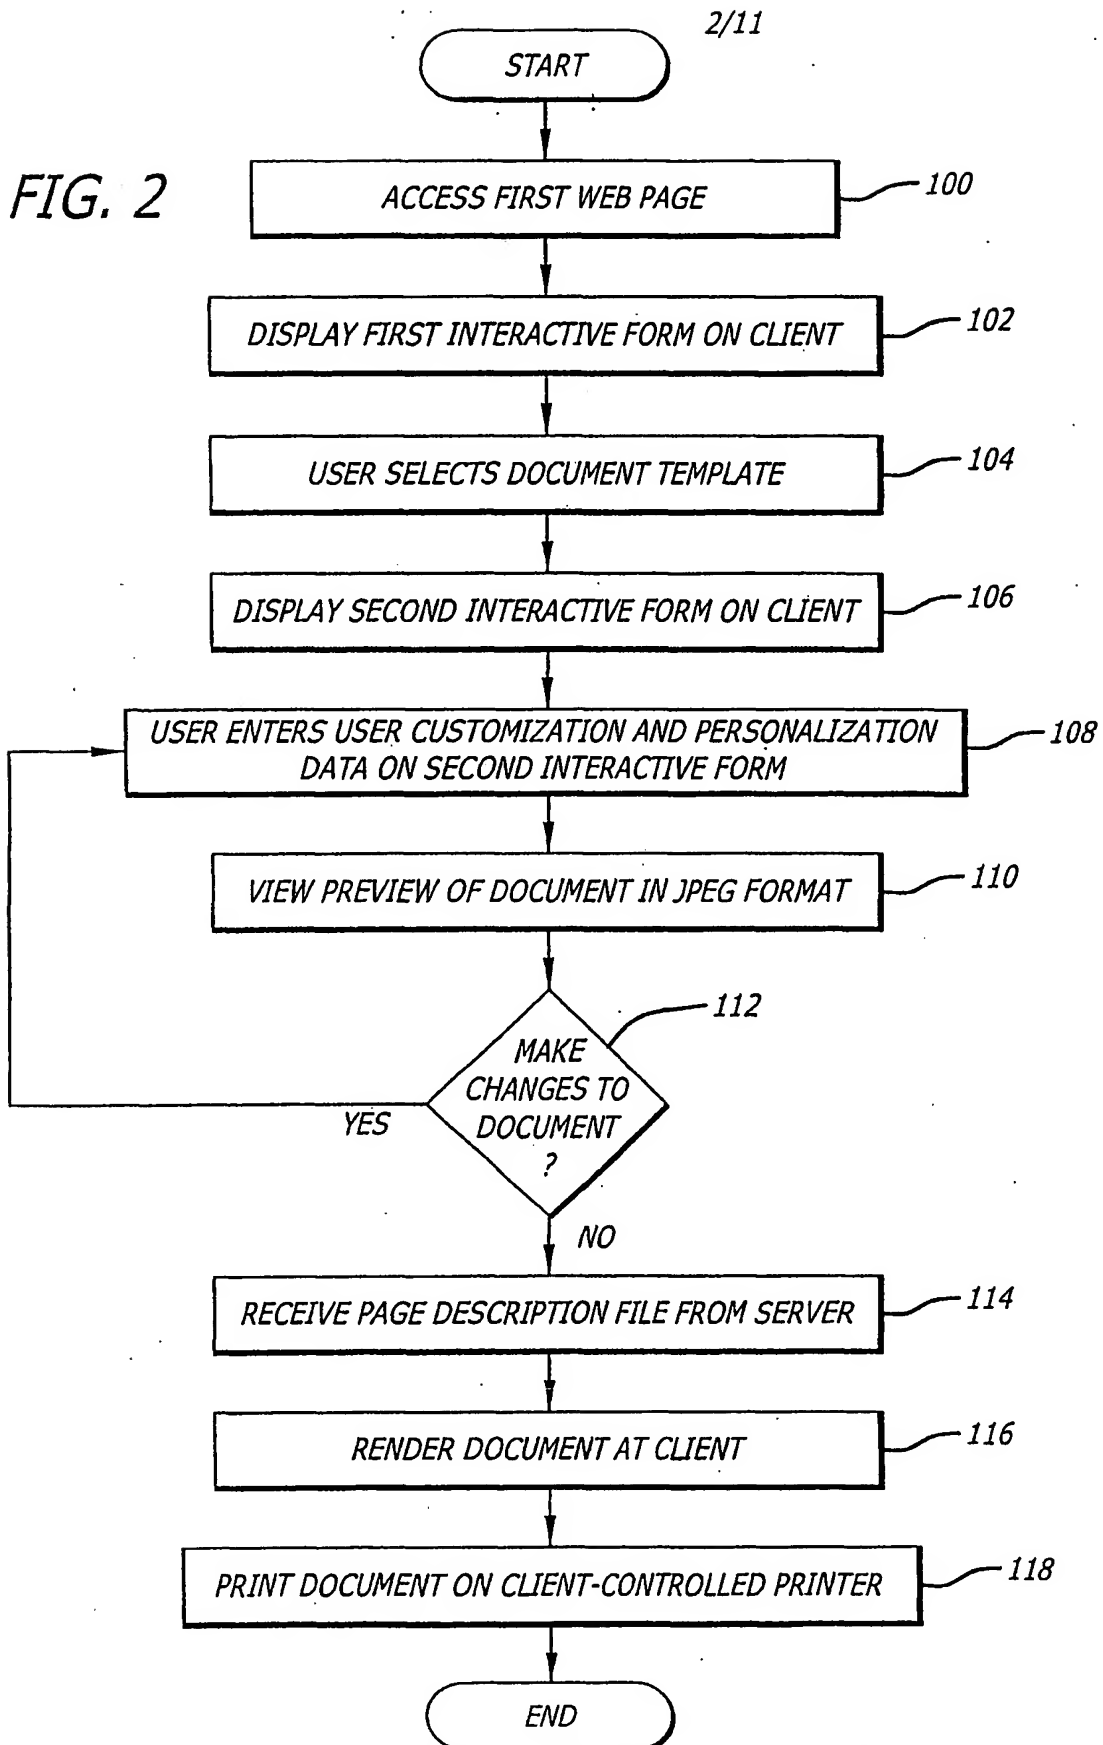 2/11
START
FIG. 2
ACCESS FIRST WEB PAGE
100
DISPLAY FIRST INTERACTIVE FORM ON CLIENT
102
USER SELECTS DOCUMENT TEMPLATE
104
DISPLAY SECOND INTERACTIVE FORM ON CLIENT
106
USER ENTERS USER CUSTOMIZATION AND PERSONALIZATION
DATA ON SECOND INTERACTIVE FORM
108
VIEW PREVIEW OF DOCUMENT IN JPEG FORMAT
110
112
MAKE
CHANGES TO
DOCUMENT
?
YES
NO
RECEIVE PAGE DESCRIPTION FILE FROM SERVER
114
RENDER DOCUMENT AT CLIENT
116
PRINT DOCUMENT ON CLIENT-CONTROLLED PRINTER
118
END